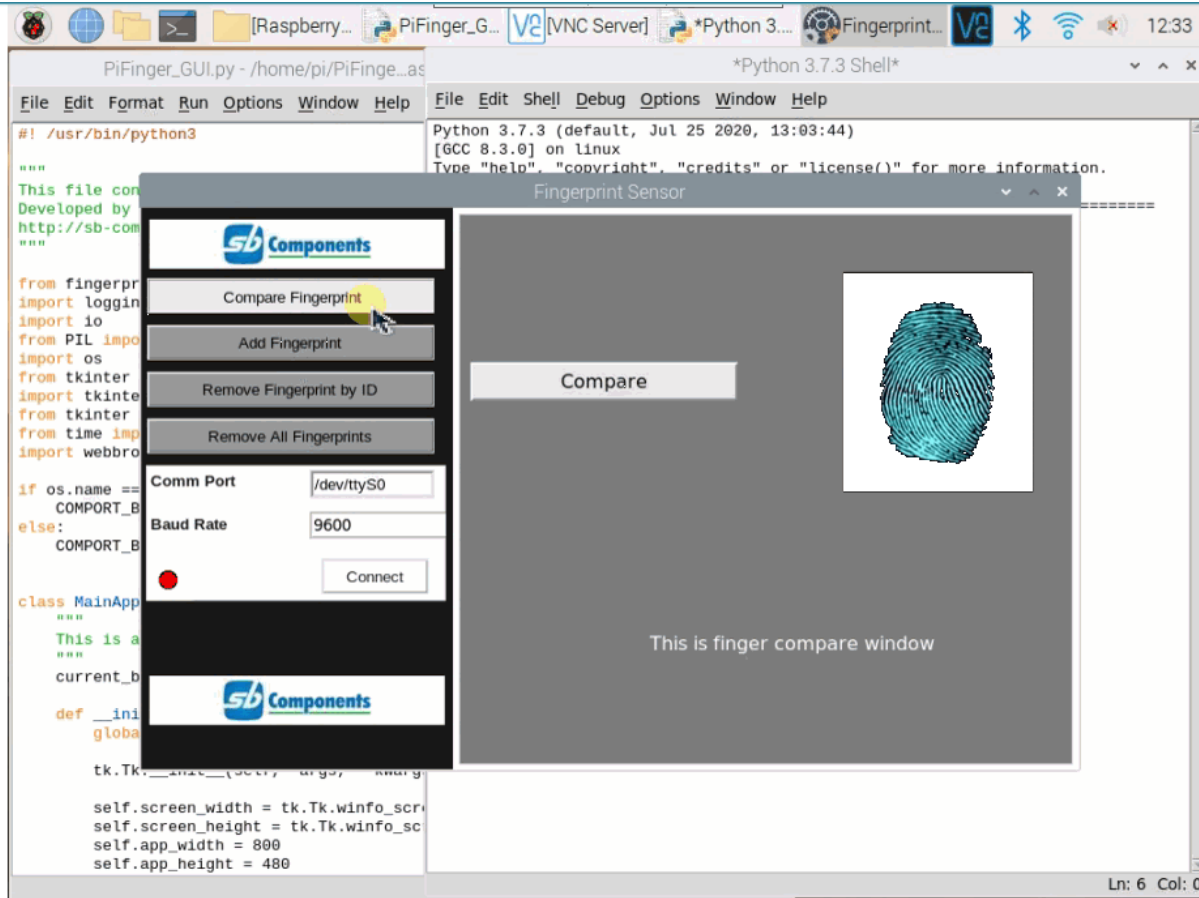 [Raspberry...
PiFinger_G...
[VNC Server]
*Python 3....
Fingerprint...
12:33
PiFinger_GUI.py - /home/pi/PiFinge...as
File Edit Format Run Options Window Help
#! /usr/bin/python3
"""
This file con
Developed by
http://sb-com
"""
from fingerpr
import loggin
import io
from PIL impo
import os
from tkinter
import tkinte
from tkinter
from time imp
import webbro
if os.name ==
COMPORT_B
else:
COMPORT_B
class MainApp
"""
This is a
"""
current_b
def __ini
globa
self.screen_width = tk.Tk.winfo_scr
self.screen_height = tk.Tk.winfo_sc
self.app_width = 800
self.app_height = 480
*Python 3.7.3 Shell*
File Edit Shell Debug Options Window Help
Python 3.7.3 (default, Jul 25 2020, 13:03:44)
[GCC 8.3.0] on linux
Type "help", "copyright", "credits" or "license()" for more information.
========
Fingerprint Sensor
sb Components
Compare Fingerprint
Add Fingerprint
Remove Fingerprint by ID
Remove All Fingerprints
Comm Port /dev/ttyS0
Baud Rate 9600
Connect
sb Components
Compare
This is finger compare window
Ln: 6 Col: 0